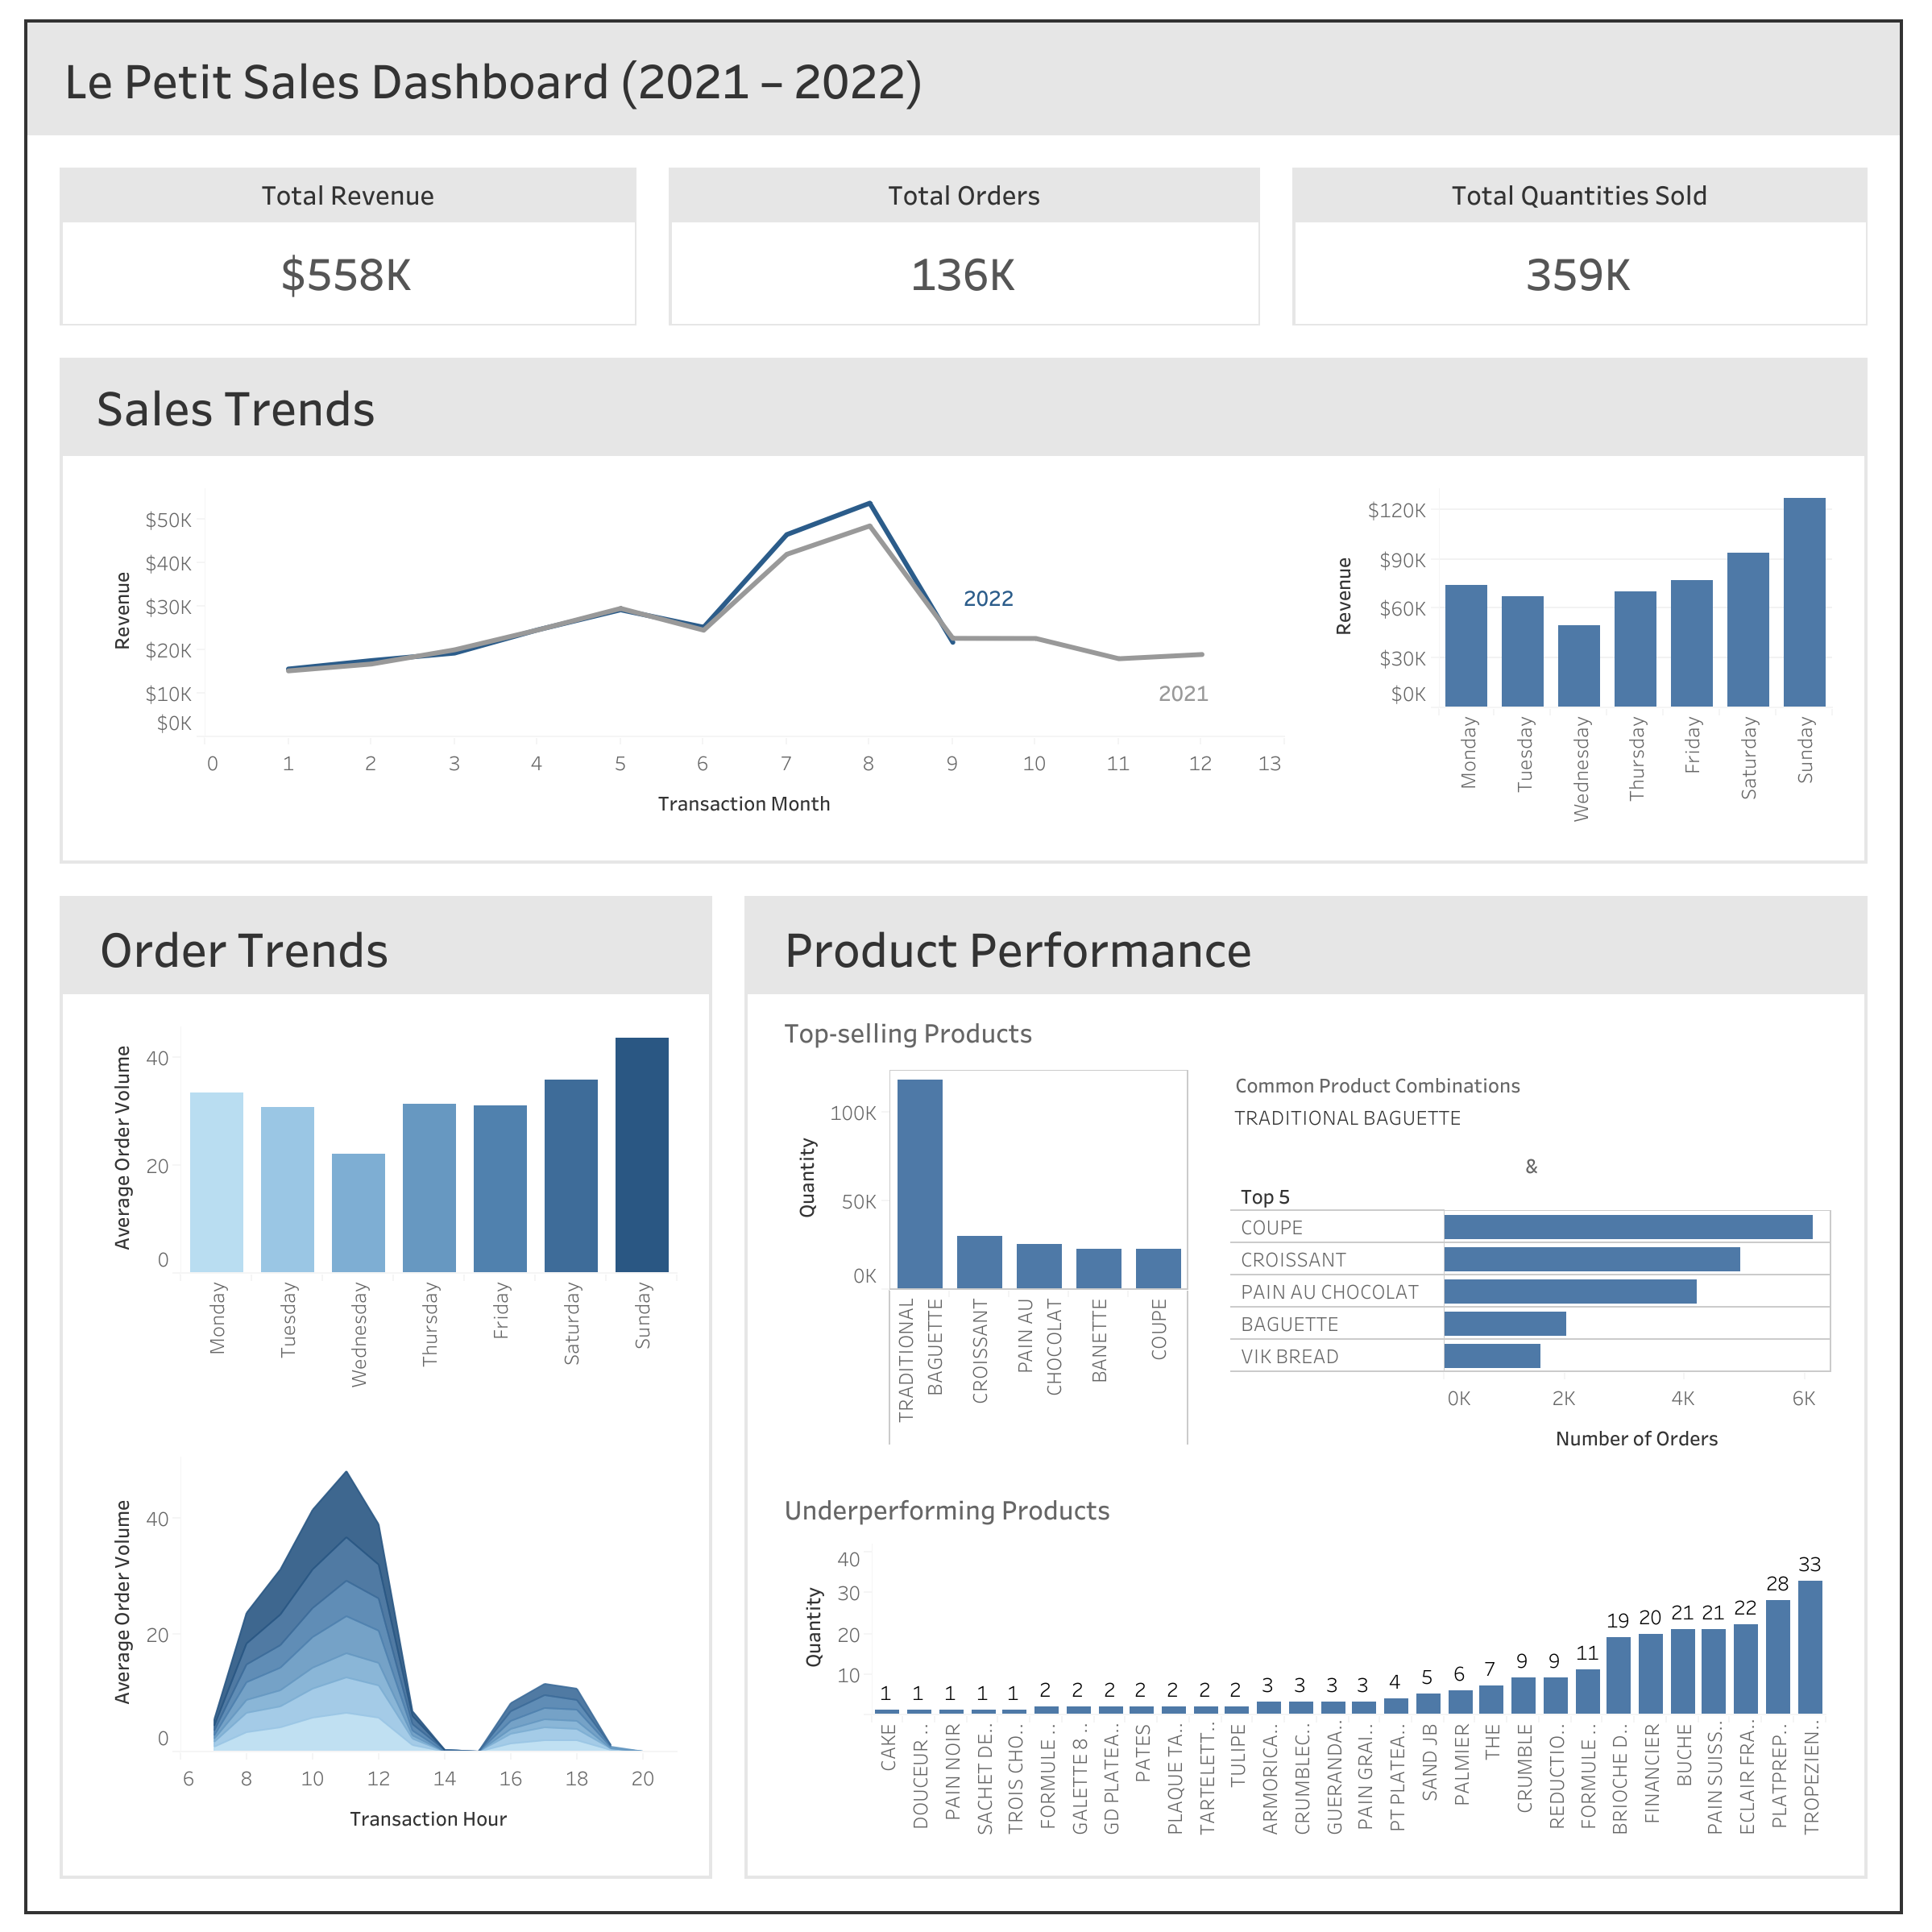 Le Petit Sales Dashboard (2021 – 2022)
Total Revenue
$558K
Total Orders
136K
Total Quantities Sold
359K
Sales Trends
Revenue
$50K
$40K
$30K
$20K
$10K
$0K
2022
2021
0 1 2 3 4 5 6 7 8 9 10 11 12 13
Transaction Month
Revenue
$120K
$90K
$60K
$30K
$0K
Monday
Tuesday
Wednesday
Thursday
Friday
Saturday
Sunday
Order Trends
Average Order Volume
40
20
0
Monday
Tuesday
Wednesday
Thursday
Friday
Saturday
Sunday
Average Order Volume
40
20
0
6 8 10 12 14 16 18 20
Transaction Hour
Product Performance
Top-selling Products
Quantity
100K
50K
0K
TRADITIONAL
BAGUETTE
CROISSANT
PAIN AU
CHOCOLAT
BANETTE
COUPE
Common Product Combinations
TRADITIONAL BAGUETTE
&
Top 5
COUPE
CROISSANT
PAIN AU CHOCOLAT
BAGUETTE
VIK BREAD
0K 2K 4K 6K
Number of Orders
Underperforming Products
Quantity
40
30
20
10
1 1 1 1 1 2 2 2 2 2 2 2 3 3 3 3 4 5 6 7 9 9 11 19 20 21 21 22 28 33
CAKE
DOUCEUR ..
PAIN NOIR
SACHET DE..
TROIS CHO..
FORMULE ..
GALETTE 8..
GD PLATEA..
PATES
PLAQUE TA..
TARTELETT..
TULIPE
ARMORICA..
CRUMBLEC..
GUERANDA..
PAIN GRAI..
PT PLATEA..
SAND JB
PALMIER
THE
CRUMBLE
REDUCTIO..
FORMULE ..
BRIOCHE D..
FINANCIER
BUCHE
PAIN SUISS..
ECLAIR FRA..
PLATPREP..
TROPEZIEN..